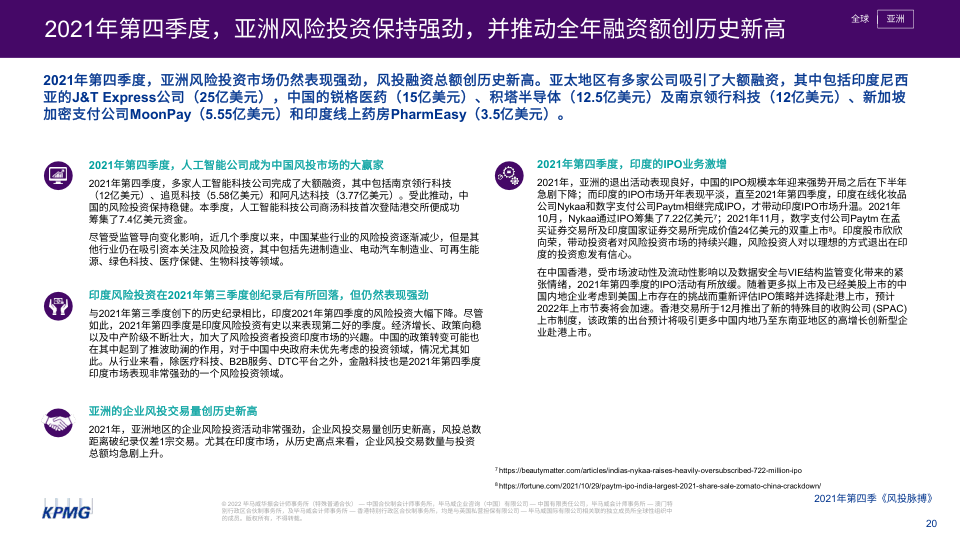 2021年第四季度，亚洲风险投资保持强劲，并推动全年融资额创历史新高
全球
亚洲
2021年第四季度，亚洲风险投资市场仍然表现强劲，风投融资总额创历史新高。亚太地区有多家公司吸引了大额融资，其中包括印度尼西
亚的J&T Express公司（25亿美元），中国的锐格医药（15亿美元）、积塔半导体（12.5亿美元）及南京领行科技（12亿美元）、新加坡
加密支付公司MoonPay（5.55亿美元）和印度线上药房PharmEasy（3.5亿美元）。
2021年第四季度，人工智能公司成为中国风投市场的大赢家
2021年第四季度，多家人工智能科技公司完成了大额融资，其中包括南京领行科技
（12亿美元）、追觅科技（5.58亿美元）和阿凡达科技（3.77亿美元）。受此推动，中
国的风险投资保持稳健。本季度，人工智能科技公司商汤科技首次登陆港交所便成功
筹集了7.4亿美元资金。
尽管受监管导向变化影响，近几个季度以来，中国某些行业的风险投资逐渐减少，但是其
他行业仍在吸引资本关注及风险投资，其中包括先进制造业、电动汽车制造业、可再生能
源、绿色科技、医疗保健、生物科技等领域。
印度风险投资在2021年第三季度创纪录后有所回落，但仍然表现强劲
与2021年第三季度创下的历史纪录相比，印度2021年第四季度的风险投资大幅下降。尽管
如此，2021年第四季度是印度风险投资有史以来表现第二好的季度。经济增长、政策向稳
以及中产阶级不断壮大，加大了风险投资者投资印度市场的兴趣。中国的政策转变可能也
在其中起到了推波助澜的作用，对于中国中央政府未优先考虑的投资领域，情况尤其如
此。从行业来看，除医疗科技、B2B服务、DTC平台之外，金融科技也是2021年第四季度
印度市场表现非常强劲的一个风险投资领域。
亚洲的企业风投交易量创历史新高
2021年，亚洲地区的企业风险投资活动非常强劲，企业风投交易量创历史新高，风投总数
距离破纪录仅差1宗交易。尤其在印度市场，从历史高点来看，企业风投交易数量与投资
总额均急剧上升。
2021年第四季度，印度的IPO业务激增
2021年，亚洲的退出活动表现良好，中国的IPO规模本年迎来强势开局之后在下半年
急剧下降；而印度的IPO市场开年表现平淡，直至2021年第四季度，印度在线化妆品
公司Nykaa和数字支付公司Paytm相继完成IPO，才带动印度IPO市场升温。2021年
10月，Nykaa通过IPO筹集了7.22亿美元⁷；2021年11月，数字支付公司Paytm 在孟
买证券交易所及印度国家证券交易所完成价值24亿美元的双重上市⁸。印度股市欣欣
向荣，带动投资者对风险投资市场的持续兴趣，风险投资人对以理想的方式退出在印
度的投资愈发有信心。
在中国香港，受市场波动性及流动性影响以及数据安全与VIE结构监管变化带来的紧
张情绪，2021年第四季度的IPO活动有所放缓。随着更多拟上市及已经美股上市的中
国内地企业考虑到美国上市存在的挑战而重新评估IPO策略并选择赴港上市，预计
2022年上市节奏将会加速。香港交易所于12月推出了新的特殊目的收购公司 (SPAC)
上市制度，该政策的出台预计将吸引更多中国内地乃至东南亚地区的高增长创新型企
业赴港上市。
⁷ https://beautymatter.com/articles/indias-nykaa-raises-heavily-oversubscribed-722-million-ipo
⁸ https://fortune.com/2021/10/29/paytm-ipo-india-largest-2021-share-sale-zomato-china-crackdown/
KPMG
© 2022 毕马威华振会计师事务所（特殊普通合伙） — 中国合伙制会计师事务所，毕马威企业咨询（中国）有限公司 — 中国有限责任公司，毕马威会计师事务所 — 澳门特
别行政区合伙制事务所，及毕马威会计师事务所 — 香港特别行政区合伙制事务所，均是与英国私营担保有限公司 — 毕马威国际有限公司相关联的独立成员所全球性组织中
的成员。版权所有，不得转载。
2021年第四季《风投脉搏》
20